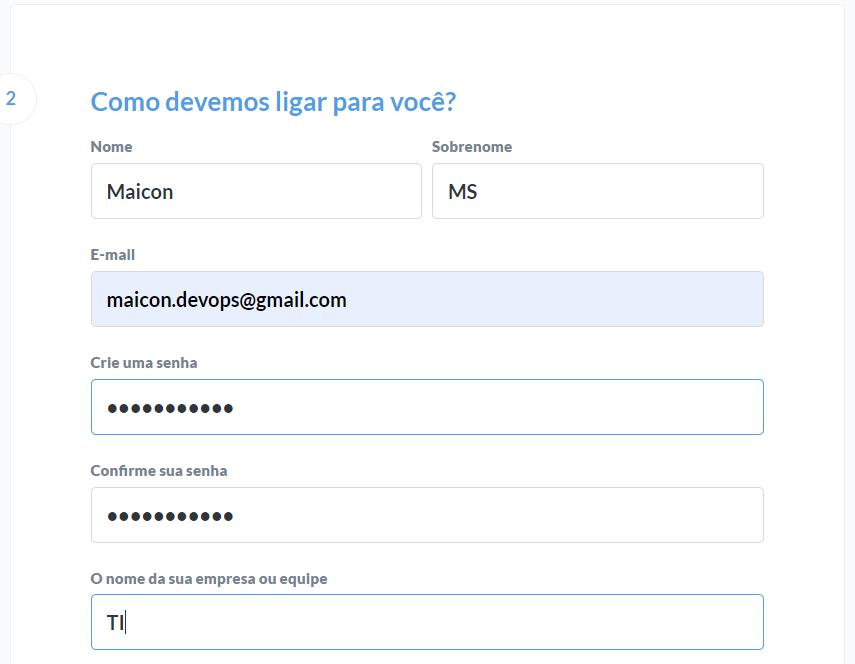 2
Como devemos ligar para você?
Nome
Sobrenome
Maicon
MS
E-mail
maicon.devops@gmail.com
Crie uma senha
•••••••••••
Confirme sua senha
•••••••••••
O nome da sua empresa ou equipe
TI